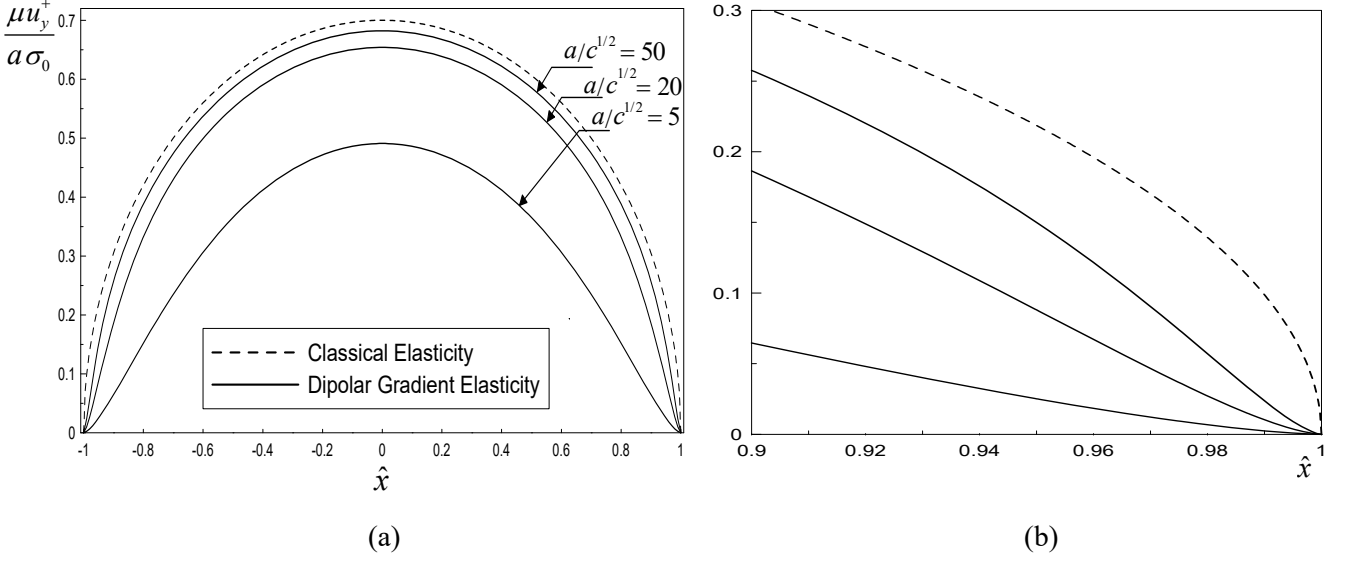 μu_y^+
aσ_0
0.7
0.6
0.5
0.4
0.3
0.2
0.1
0
a/c^{1/2} = 50
a/c^{1/2} = 20
a/c^{1/2} = 5
Classical Elasticity
Dipolar Gradient Elasticity
-1 -0.8 -0.6 -0.4 -0.2 0 0.2 0.4 0.6 0.8 1
x̂
(a)
0.3
0.2
0.1
0
0.9 0.92 0.94 0.96 0.98 1
x̂
(b)